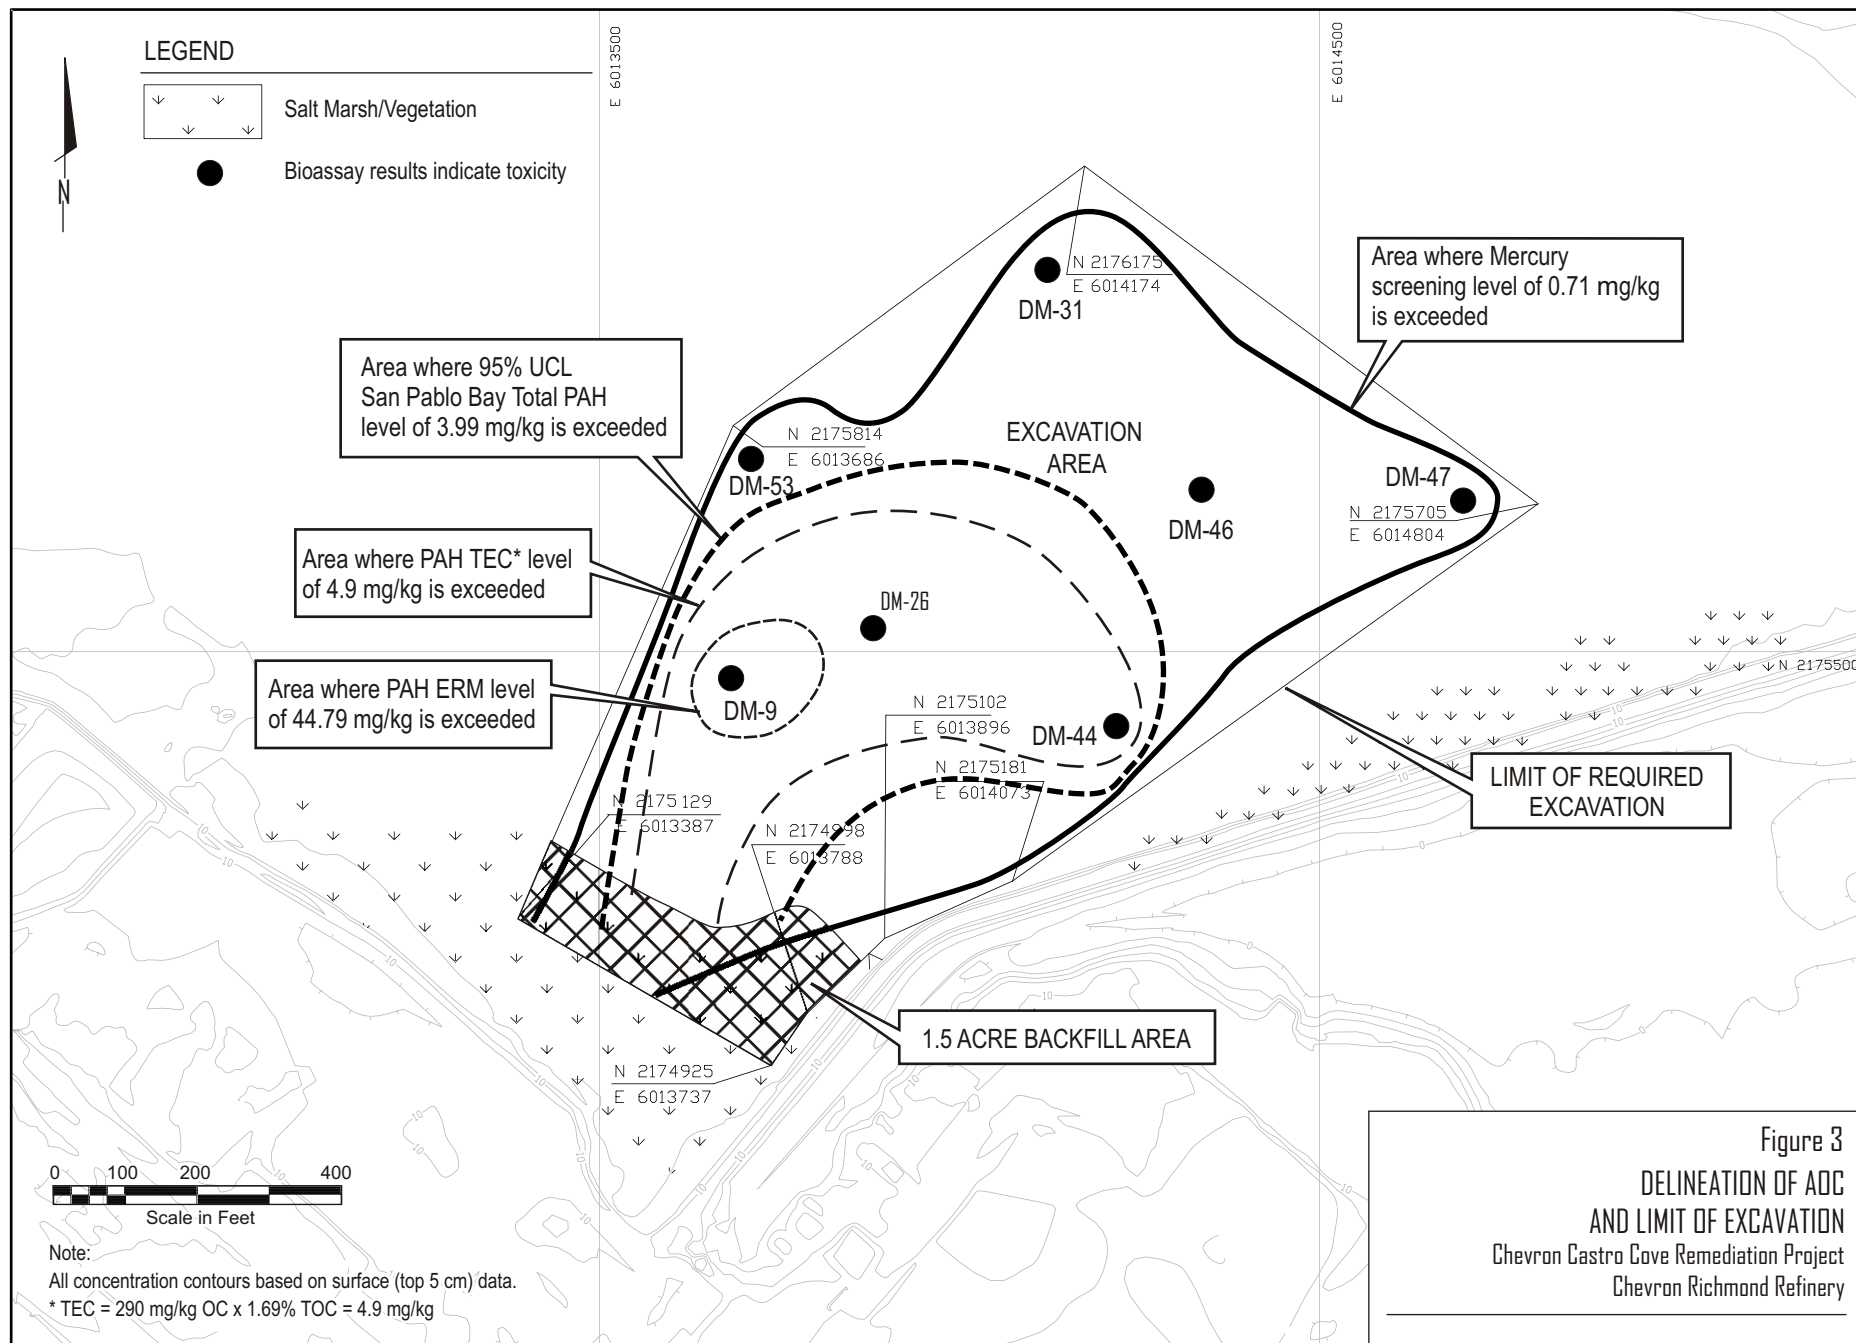 LEGEND
Salt Marsh/Vegetation
Bioassay results indicate toxicity
N
E 6013500
E 6014500
N 2176175
E 6014174
DM-31
Area where Mercury
screening level of 0.71 mg/kg
is exceeded
Area where 95% UCL
San Pablo Bay Total PAH
level of 3.99 mg/kg is exceeded
N 2175814
E 6013686
DM-53
EXCAVATION
AREA
DM-46
DM-47
N 2175705
E 6014804
Area where PAH TEC* level
of 4.9 mg/kg is exceeded
DM-26
Area where PAH ERM level
of 44.79 mg/kg is exceeded
DM-9
N 2175500
N 2175102
E 6013896
DM-44
N 2175181
E 6014073
LIMIT OF REQUIRED
EXCAVATION
N 2175129
E 6013387
N 2174998
E 6013788
1.5 ACRE BACKFILL AREA
N 2174925
E 6013737
0 100 200 400
Scale in Feet
Note:
All concentration contours based on surface (top 5 cm) data.
* TEC = 290 mg/kg OC x 1.69% TOC = 4.9 mg/kg
Figure 3
DELINEATION OF AOC
AND LIMIT OF EXCAVATION
Chevron Castro Cove Remediation Project
Chevron Richmond Refinery